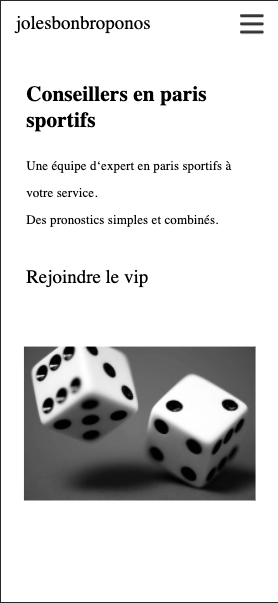 jolesbonbroponos
Conseillers en paris
sportifs
Une équipe d‘expert en paris sportifs à
votre service.
Des pronostics simples et combinés.
Rejoindre le vip